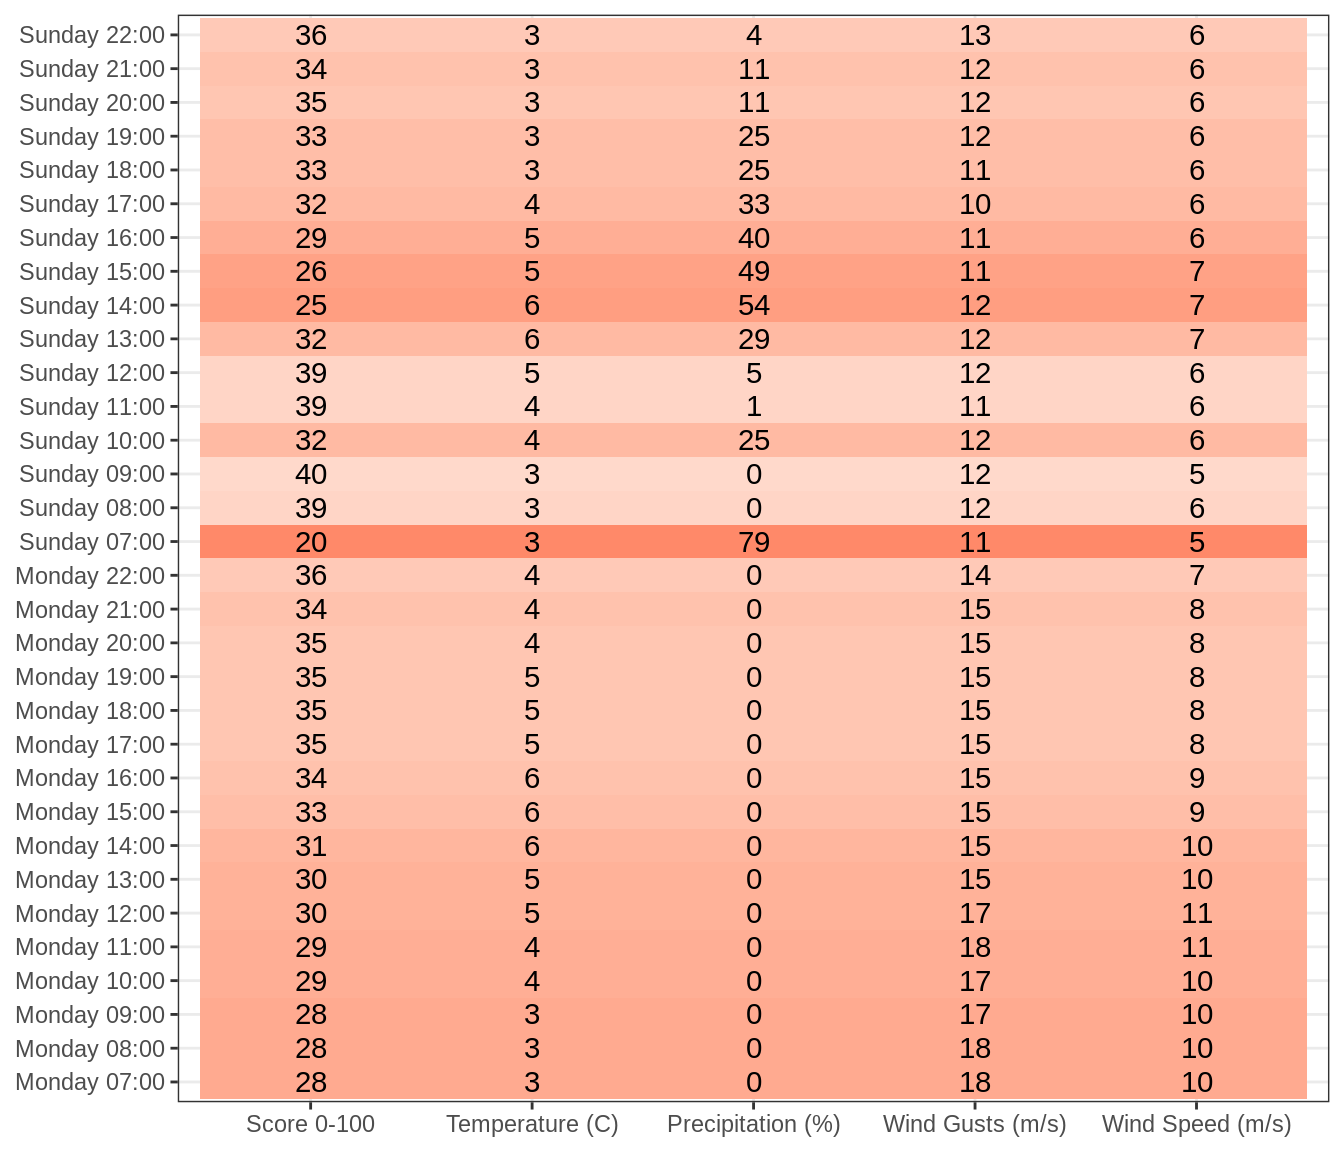 Sunday 22:00 36 3 4 13 6
Sunday 21:00 34 3 11 12 6
Sunday 20:00 35 3 11 12 6
Sunday 19:00 33 3 25 12 6
Sunday 18:00 33 3 25 11 6
Sunday 17:00 32 4 33 10 6
Sunday 16:00 29 5 40 11 6
Sunday 15:00 26 5 49 11 7
Sunday 14:00 25 6 54 12 7
Sunday 13:00 32 6 29 12 7
Sunday 12:00 39 5 5 12 6
Sunday 11:00 39 4 1 11 6
Sunday 10:00 32 4 25 12 6
Sunday 09:00 40 3 0 12 5
Sunday 08:00 39 3 0 12 6
Sunday 07:00 20 3 79 11 5
Monday 22:00 36 4 0 14 7
Monday 21:00 34 4 0 15 8
Monday 20:00 35 4 0 15 8
Monday 19:00 35 5 0 15 8
Monday 18:00 35 5 0 15 8
Monday 17:00 35 5 0 15 8
Monday 16:00 34 6 0 15 9
Monday 15:00 33 6 0 15 9
Monday 14:00 31 6 0 15 10
Monday 13:00 30 5 0 15 10
Monday 12:00 30 5 0 17 11
Monday 11:00 29 4 0 18 11
Monday 10:00 29 4 0 17 10
Monday 09:00 28 3 0 17 10
Monday 08:00 28 3 0 18 10
Monday 07:00 28 3 0 18 10
Score 0-100 Temperature (C) Precipitation (%) Wind Gusts (m/s) Wind Speed (m/s)